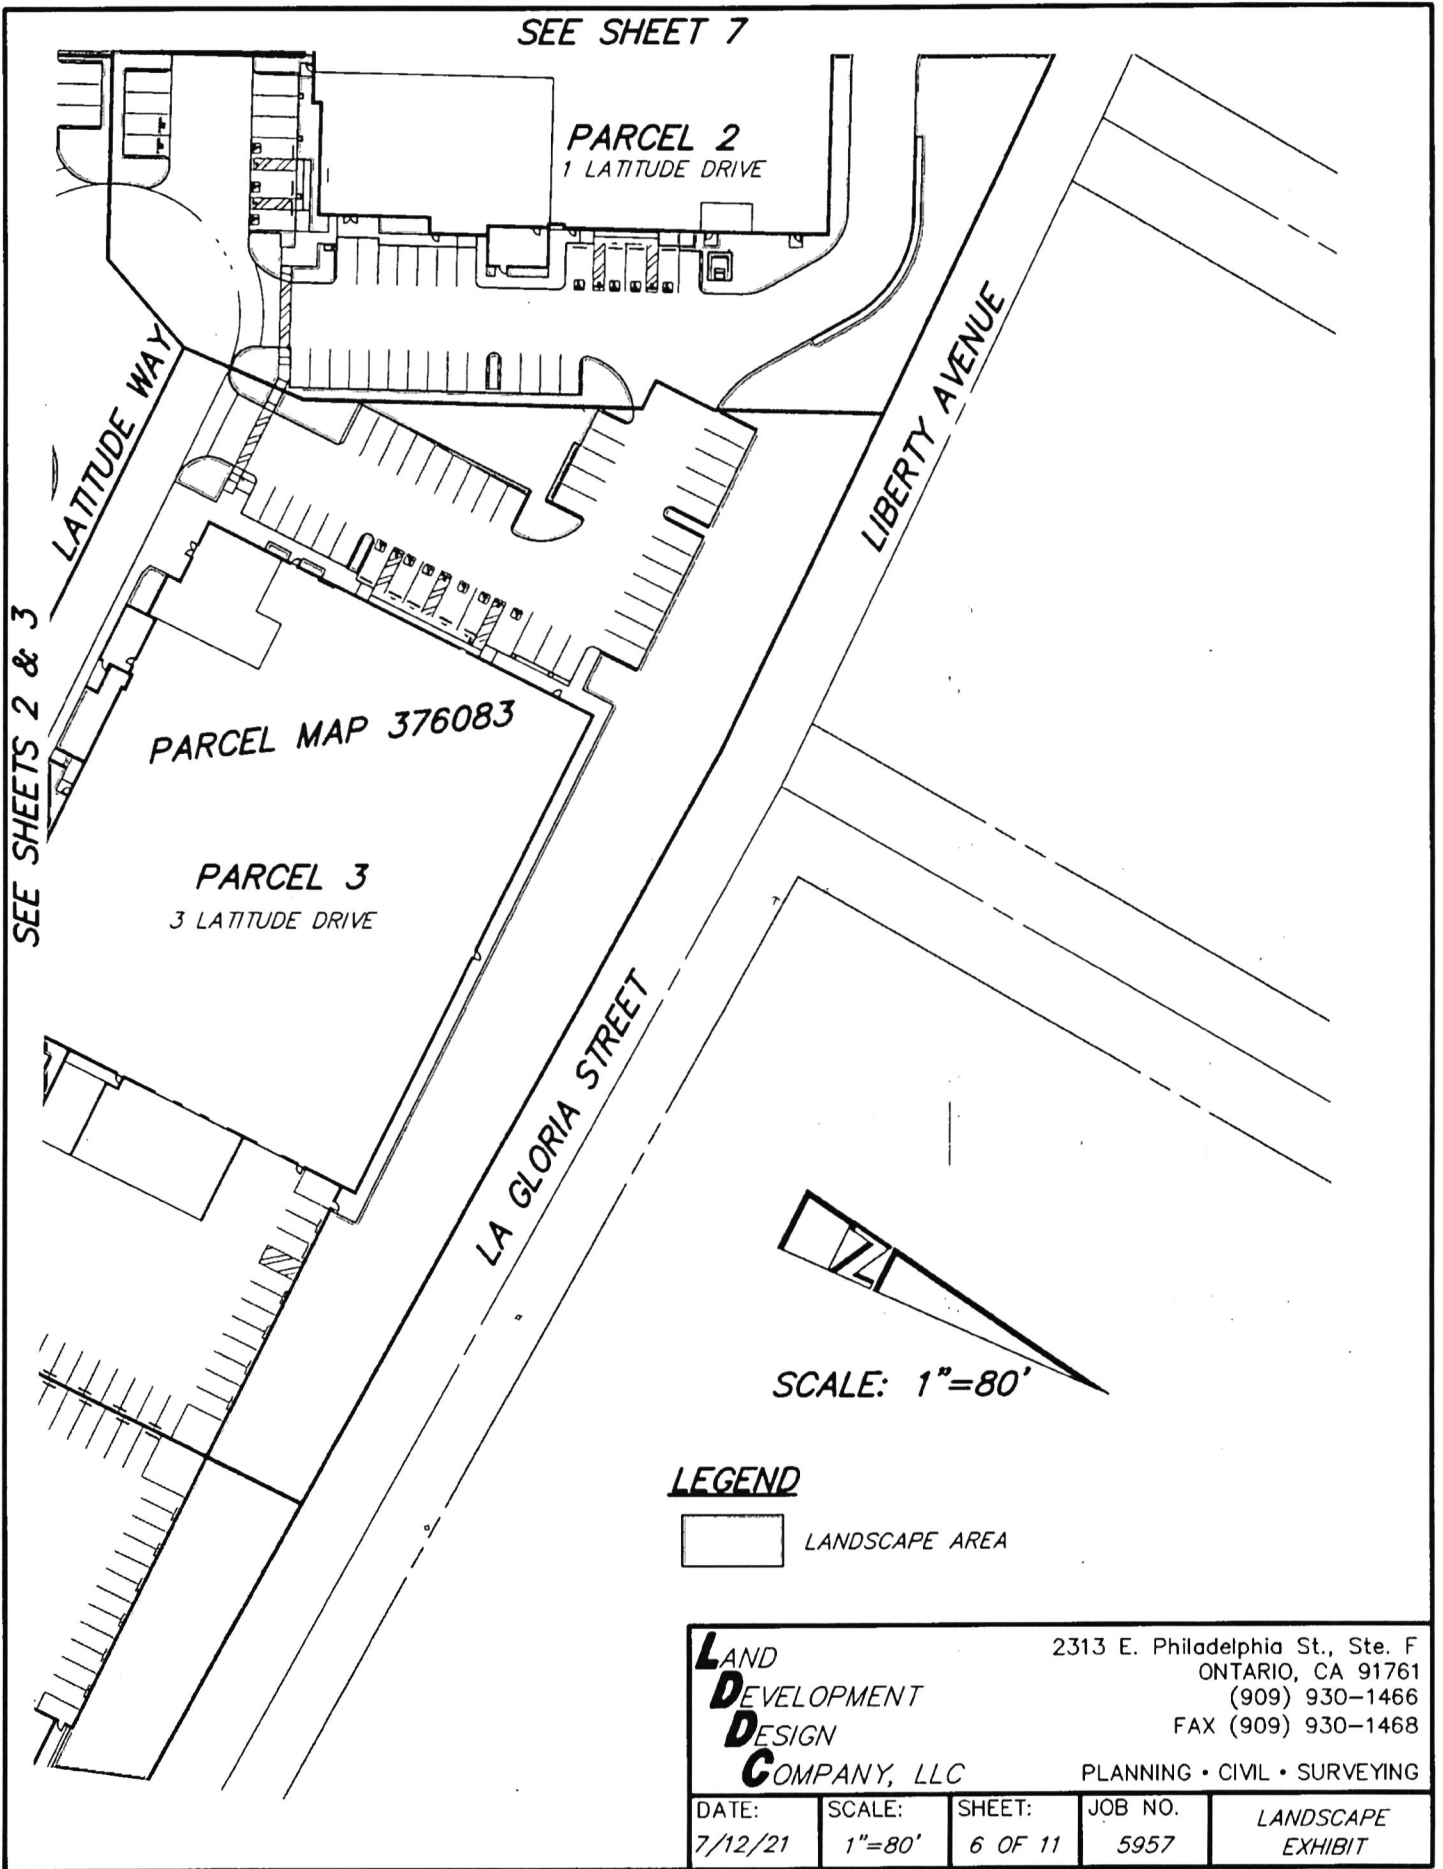 SEE SHEET 7
PARCEL 2
1 LATITUDE DRIVE
LATITUDE WAY
LIBERTY AVENUE
SEE SHEETS 2 & 3
PARCEL MAP 376083
PARCEL 3
3 LATITUDE DRIVE
LA GLORIA STREET
N
SCALE: 1"=80'
LEGEND
LANDSCAPE AREA
LAND
DEVELOPMENT
DESIGN
COMPANY, LLC
2313 E. Philadelphia St., Ste. F
ONTARIO, CA 91761
(909) 930-1466
FAX (909) 930-1468
PLANNING • CIVIL • SURVEYING
DATE:
7/12/21
SCALE:
1"=80'
SHEET:
6 OF 11
JOB NO.
5957
LANDSCAPE
EXHIBIT